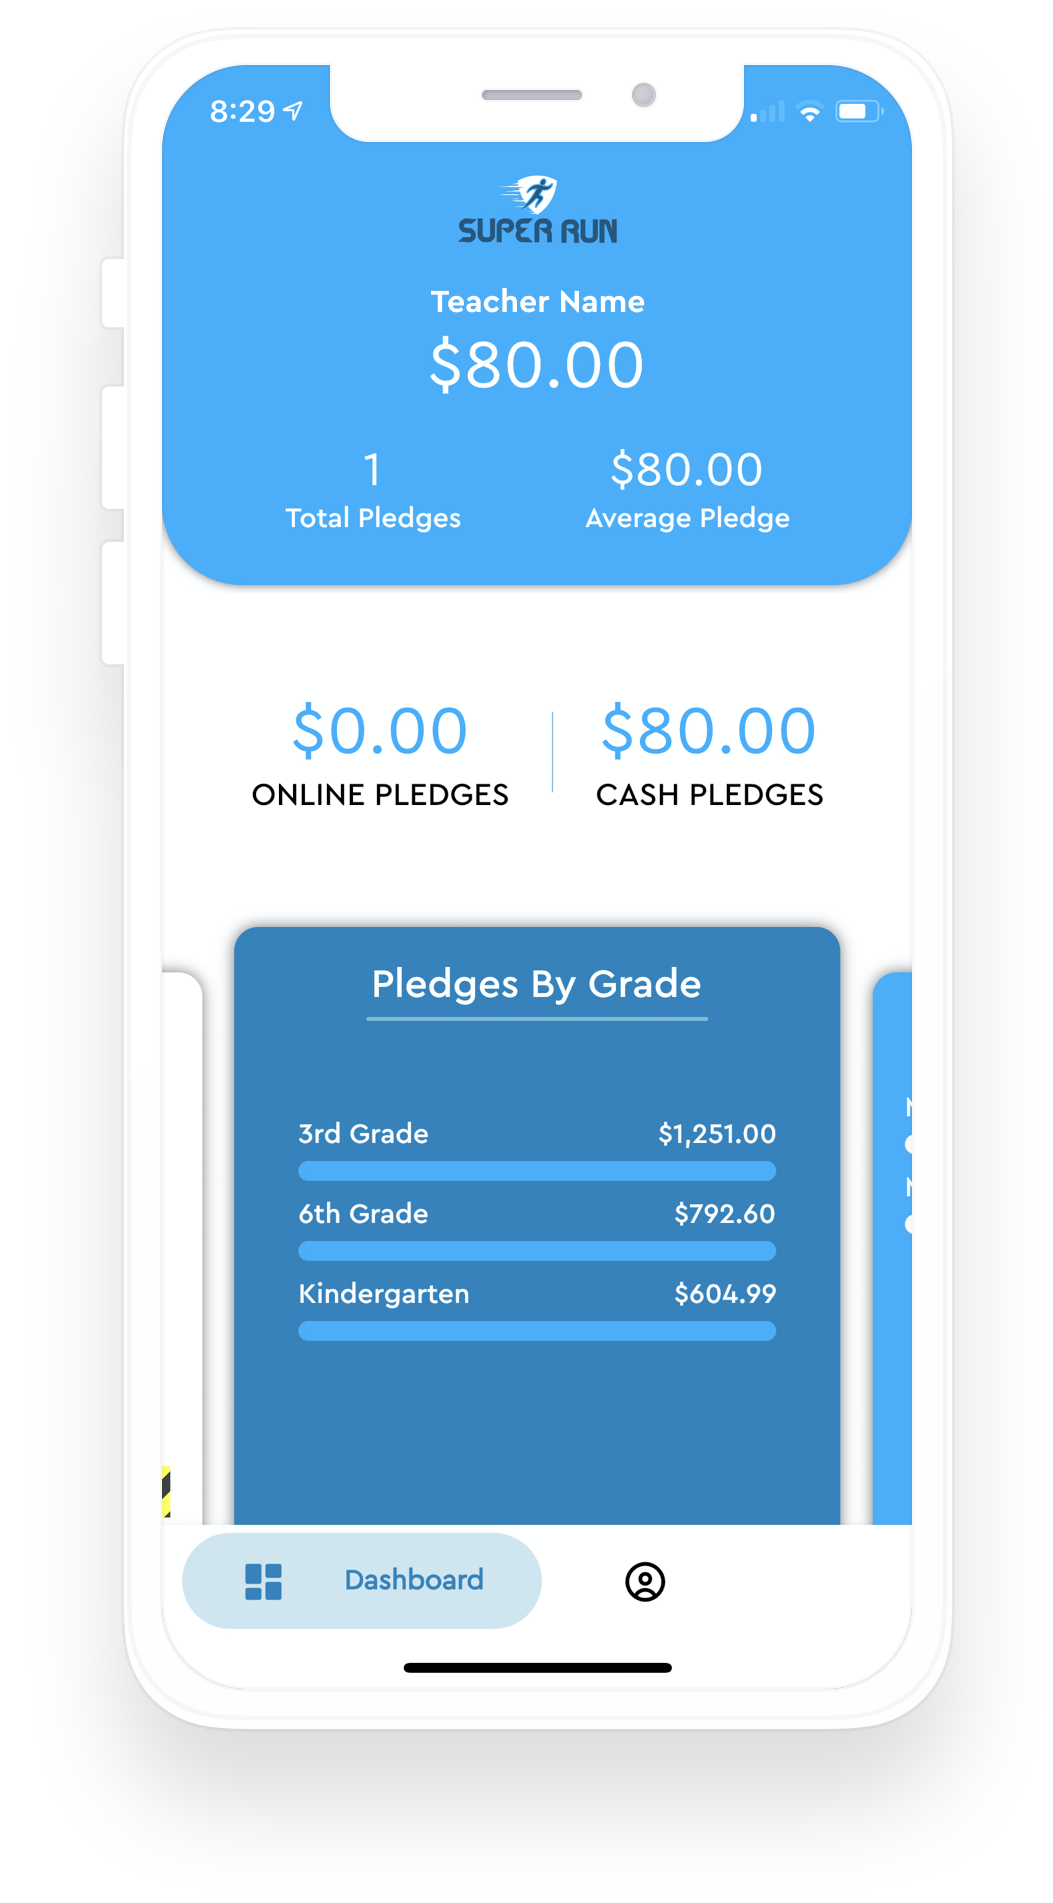 8:29
SUPER RUN
Teacher Name
$80.00
1
Total Pledges
$80.00
Average Pledge
$0.00
ONLINE PLEDGES
$80.00
CASH PLEDGES
Pledges By Grade
3rd Grade $1,251.00
6th Grade $792.60
Kindergarten $604.99
Dashboard